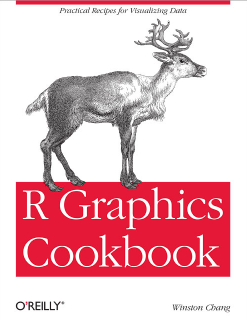 Practical Recipes for Visualizing Data
R Graphics
Cookbook
O'REILLY®
Winston Chang